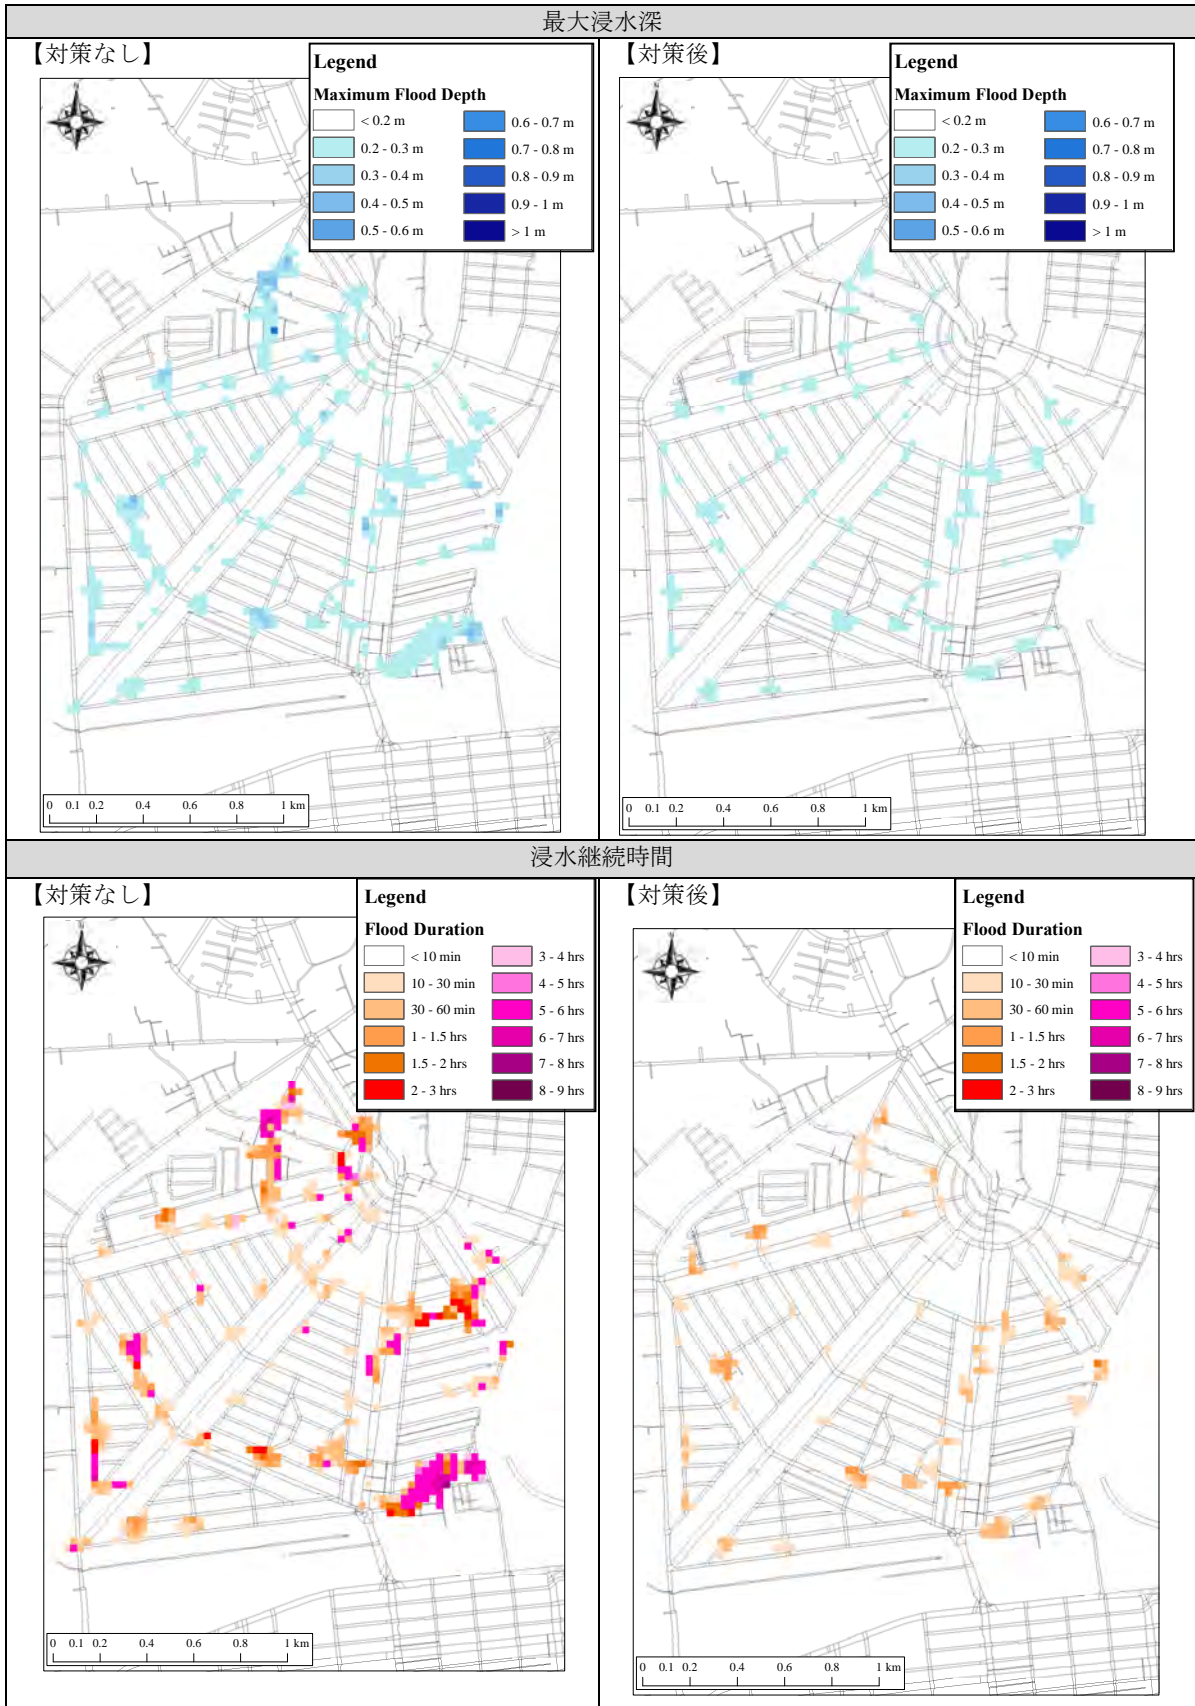 最大浸水深
【対策なし】
Legend
Maximum Flood Depth
< 0.2 m
0.6 - 0.7 m
0.2 - 0.3 m
0.7 - 0.8 m
0.3 - 0.4 m
0.8 - 0.9 m
0.4 - 0.5 m
0.9 - 1 m
0.5 - 0.6 m
> 1 m
N
0 0.1 0.2 0.4 0.6 0.8 1 km
【対策後】
Legend
Maximum Flood Depth
< 0.2 m
0.6 - 0.7 m
0.2 - 0.3 m
0.7 - 0.8 m
0.3 - 0.4 m
0.8 - 0.9 m
0.4 - 0.5 m
0.9 - 1 m
0.5 - 0.6 m
> 1 m
N
0 0.1 0.2 0.4 0.6 0.8 1 km
浸水継続時間
【対策なし】
Legend
Flood Duration
< 10 min
3 - 4 hrs
10 - 30 min
4 - 5 hrs
30 - 60 min
5 - 6 hrs
1 - 1.5 hrs
6 - 7 hrs
1.5 - 2 hrs
7 - 8 hrs
2 - 3 hrs
8 - 9 hrs
N
0 0.1 0.2 0.4 0.6 0.8 1 km
【対策後】
Legend
Flood Duration
< 10 min
3 - 4 hrs
10 - 30 min
4 - 5 hrs
30 - 60 min
5 - 6 hrs
1 - 1.5 hrs
6 - 7 hrs
1.5 - 2 hrs
7 - 8 hrs
2 - 3 hrs
8 - 9 hrs
N
0 0.1 0.2 0.4 0.6 0.8 1 km